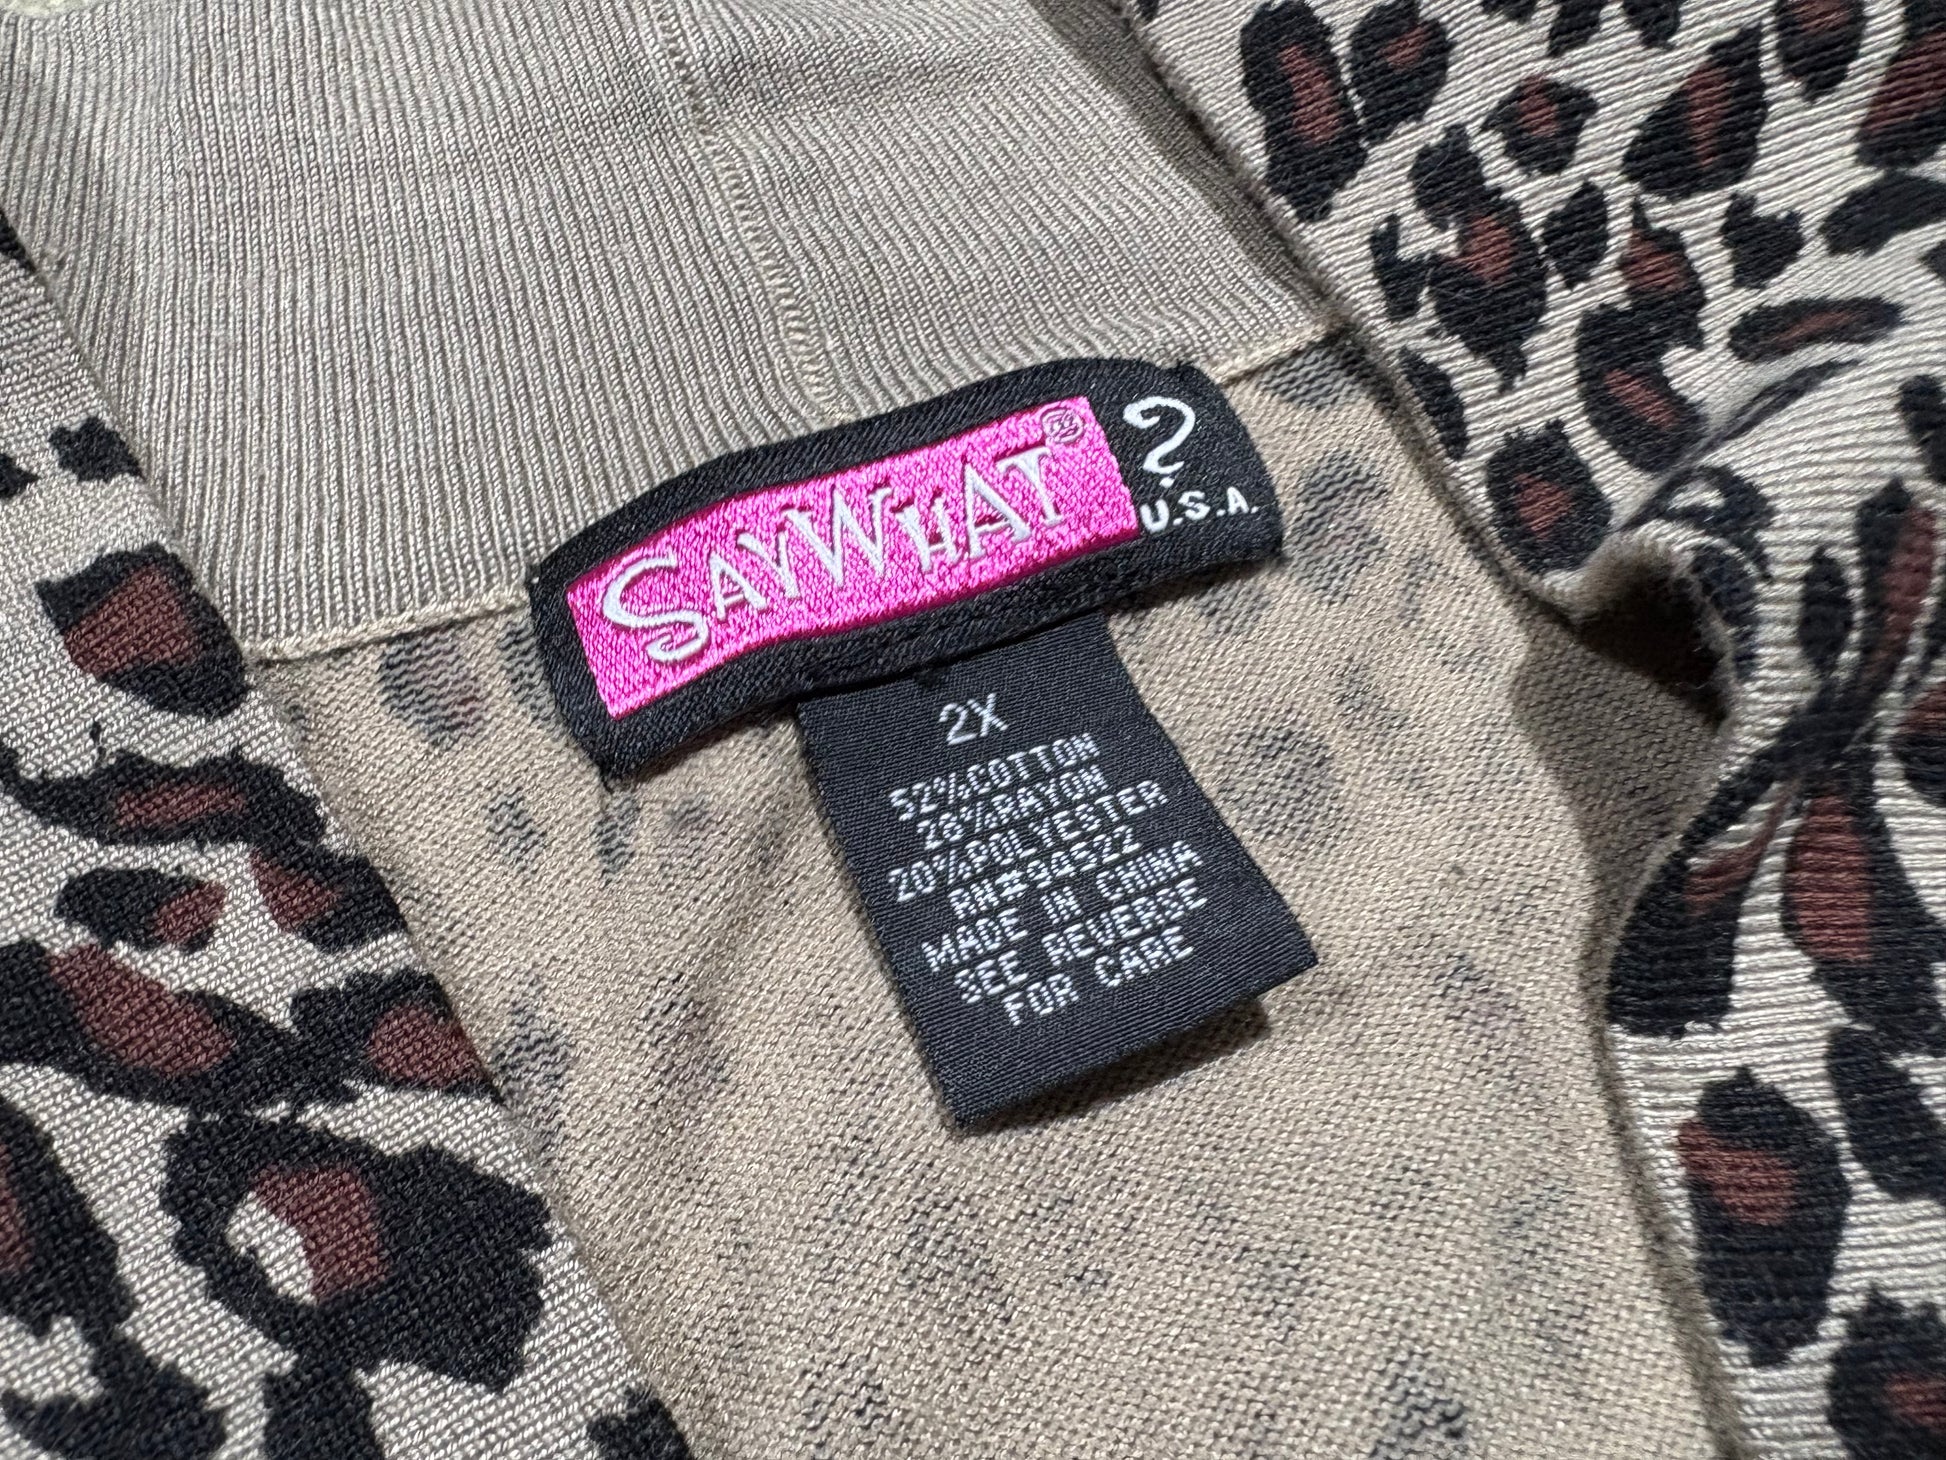 SAYWHAT®
?
U.S.A.
2X
52%COTTON
28%RAYON
20%POLYESTER
RN#94522
MADE IN CHINA
SEE REVERSE
FOR CARE